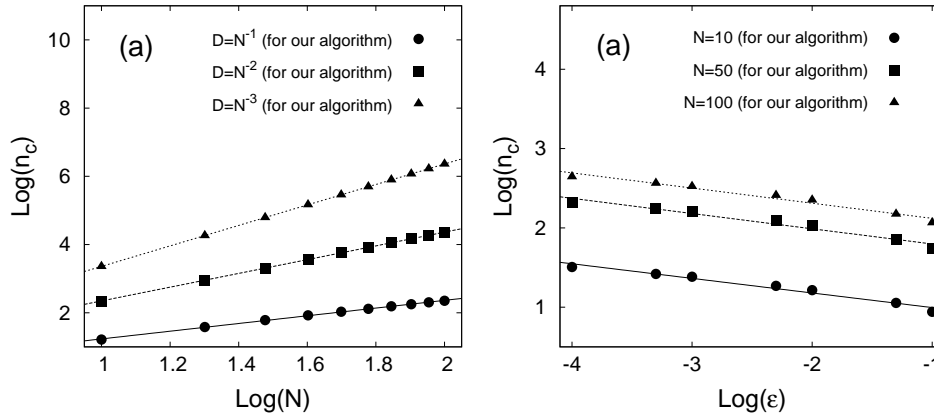 (a)
D=N^-1 (for our algorithm)
D=N^-2 (for our algorithm)
D=N^-3 (for our algorithm)
10
8
6
4
2
Log(n_c)
1
1.2
1.4
1.6
1.8
2
Log(N)
(a)
N=10 (for our algorithm)
N=50 (for our algorithm)
N=100 (for our algorithm)
4
3
2
1
Log(n_c)
-4
-3
-2
-1
Log(ε)